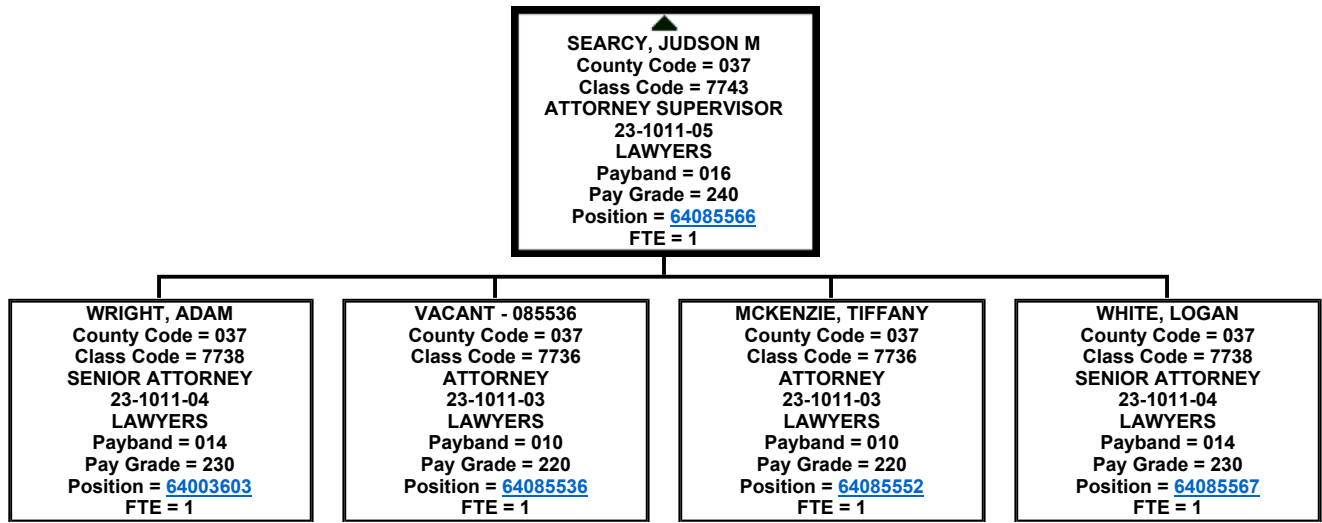 SEARCY, JUDSON M
County Code = 037
Class Code = 7743
ATTORNEY SUPERVISOR
23-1011-05
LAWYERS
Payband = 016
Pay Grade = 240
Position = 64085566
FTE = 1
WRIGHT, ADAM
County Code = 037
Class Code = 7738
SENIOR ATTORNEY
23-1011-04
LAWYERS
Payband = 014
Pay Grade = 230
Position = 64003603
FTE = 1
VACANT - 085536
County Code = 037
Class Code = 7736
ATTORNEY
23-1011-03
LAWYERS
Payband = 010
Pay Grade = 220
Position = 64085536
FTE = 1
MCKENZIE, TIFFANY
County Code = 037
Class Code = 7736
ATTORNEY
23-1011-03
LAWYERS
Payband = 010
Pay Grade = 220
Position = 64085552
FTE = 1
WHITE, LOGAN
County Code = 037
Class Code = 7738
SENIOR ATTORNEY
23-1011-04
LAWYERS
Payband = 014
Pay Grade = 230
Position = 64085567
FTE = 1